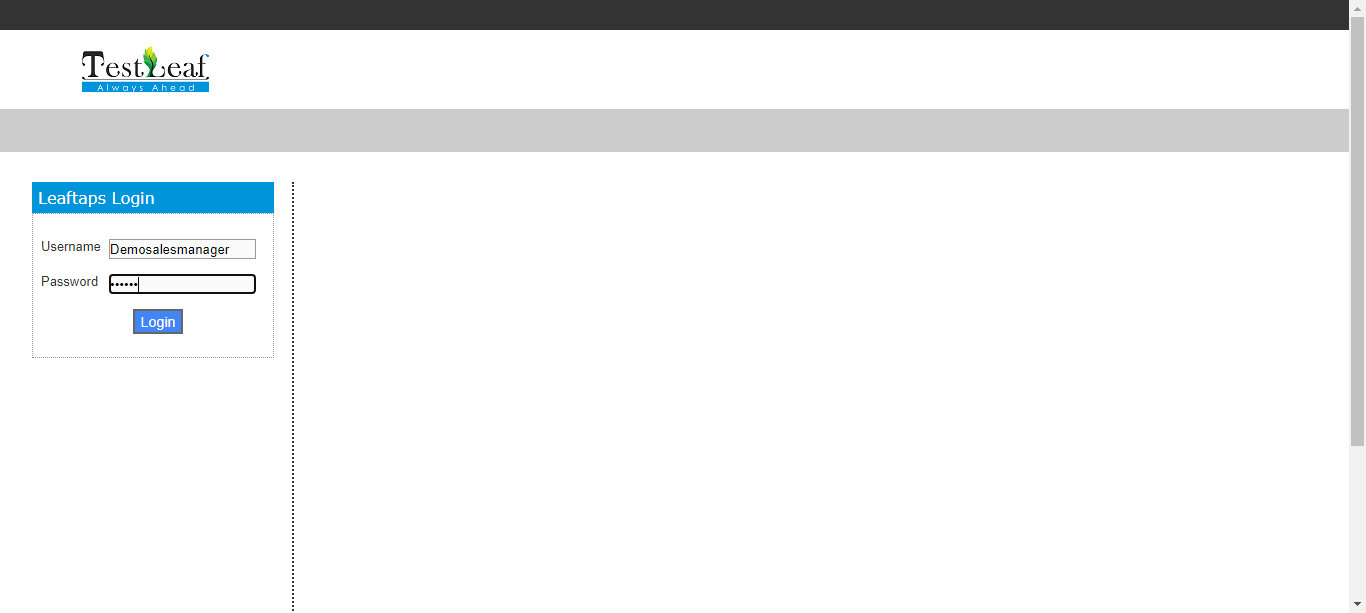 TestLeaf
Always Ahead
Leaftaps Login
Username Demosalesmanager
Password ••••••
Login